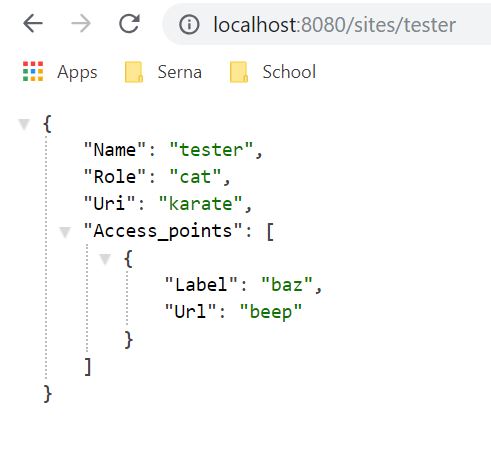 localhost:8080/sites/tester
Apps Serna School
{
"Name": "tester",
"Role": "cat",
"Uri": "karate",
"Access_points": [
{
"Label": "baz",
"Url": "beep"
}
]
}